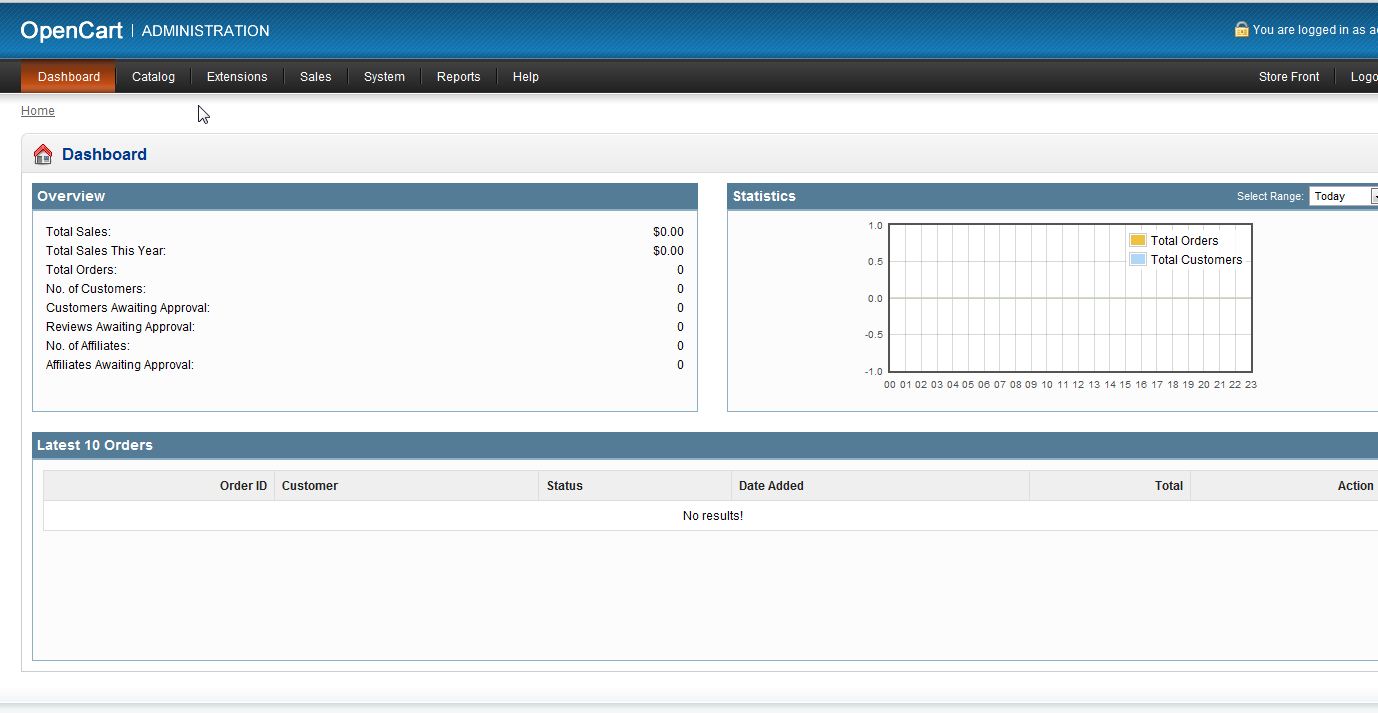 OpenCart | ADMINISTRATION
You are logged in as
Dashboard Catalog Extensions Sales System Reports Help Store Front
Home
Dashboard
Overview
Total Sales: $0.00
Total Sales This Year: $0.00
Total Orders: 0
No. of Customers: 0
Customers Awaiting Approval: 0
Reviews Awaiting Approval: 0
No. of Affiliates: 0
Affiliates Awaiting Approval: 0
Statistics Select Range: Today
1.0
0.5
0.0
-0.5
-1.0
Total Orders
Total Customers
00 01 02 03 04 05 06 07 08 09 10 11 12 13 14 15 16 17 18 19 20 21 22 23
Latest 10 Orders
Order ID Customer Status Date Added Total Action
No results!